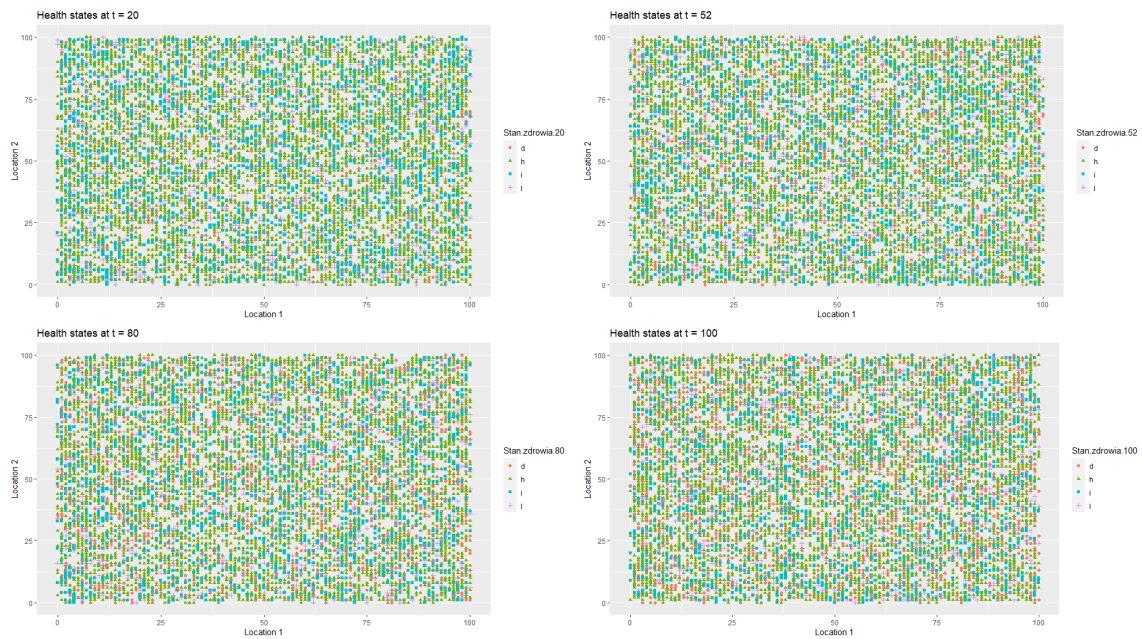 Health states at t = 20
100
75
50
25
0
Location 2
0 25 50 75 100
Location 1
Stan.zdrowia.20
d
h
i
l
Health states at t = 52
100
75
50
25
0
Location 2
0 25 50 75 100
Location 1
Stan.zdrowia.52
d
h
i
l
Health states at t = 80
100
75
50
25
0
Location 2
0 25 50 75 100
Location 1
Stan.zdrowia.80
d
h
i
l
Health states at t = 100
100
75
50
25
0
Location 2
0 25 50 75 100
Location 1
Stan.zdrowia.100
d
h
i
l